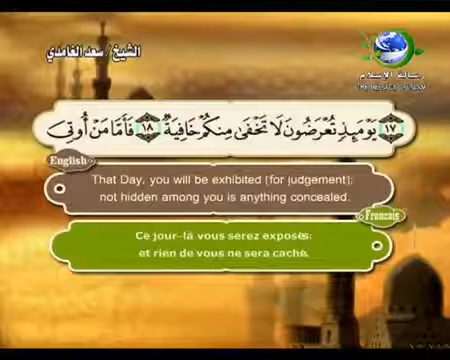 الشيخ/ سعد الغامدي
رسالة الإسلام
THE MESSAGE OF ISLAM
١٧ يَوْمَئِذٍ تُعْرَضُونَ لَا تَخْفَىٰ مِنكُمْ خَافِيَةٌ ١٨ فَأَمَّا مَنْ أُوتِىَ
English
That Day, you will be exhibited [for judgement];
not hidden among you is anything concealed.
Francais
Ce jour-là vous serez exposés;
et rien de vous ne sera caché.